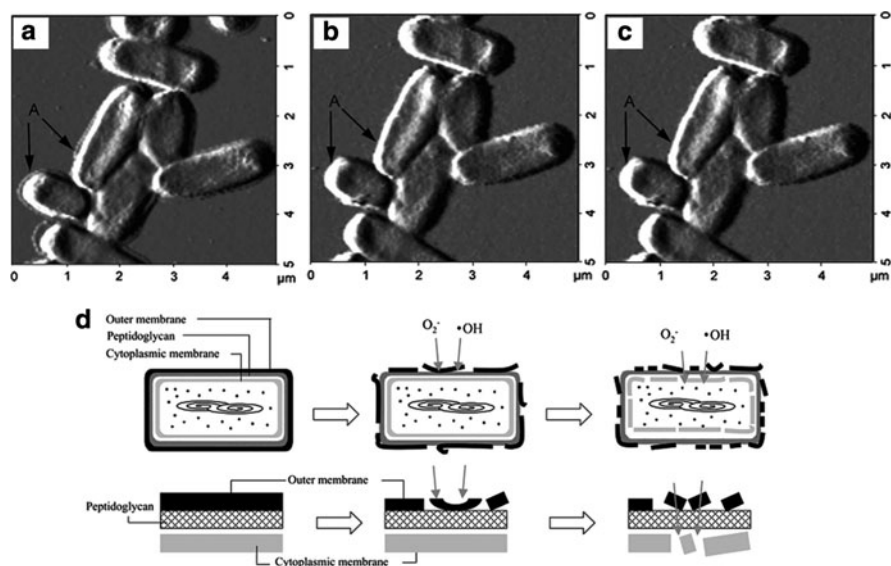 a
A
0
1
2
3
4
5
0
1
2
3
4
µm
b
A
0
1
2
3
4
5
0
1
2
3
4
µm
c
A
0
1
2
3
4
5
0
1
2
3
4
µm
d
Outer membrane
Peptidoglycan
Cytoplasmic membrane
O₂⁻ •OH
O₂⁻ •OH
Outer membrane
Peptidoglycan
Cytoplasmic membrane